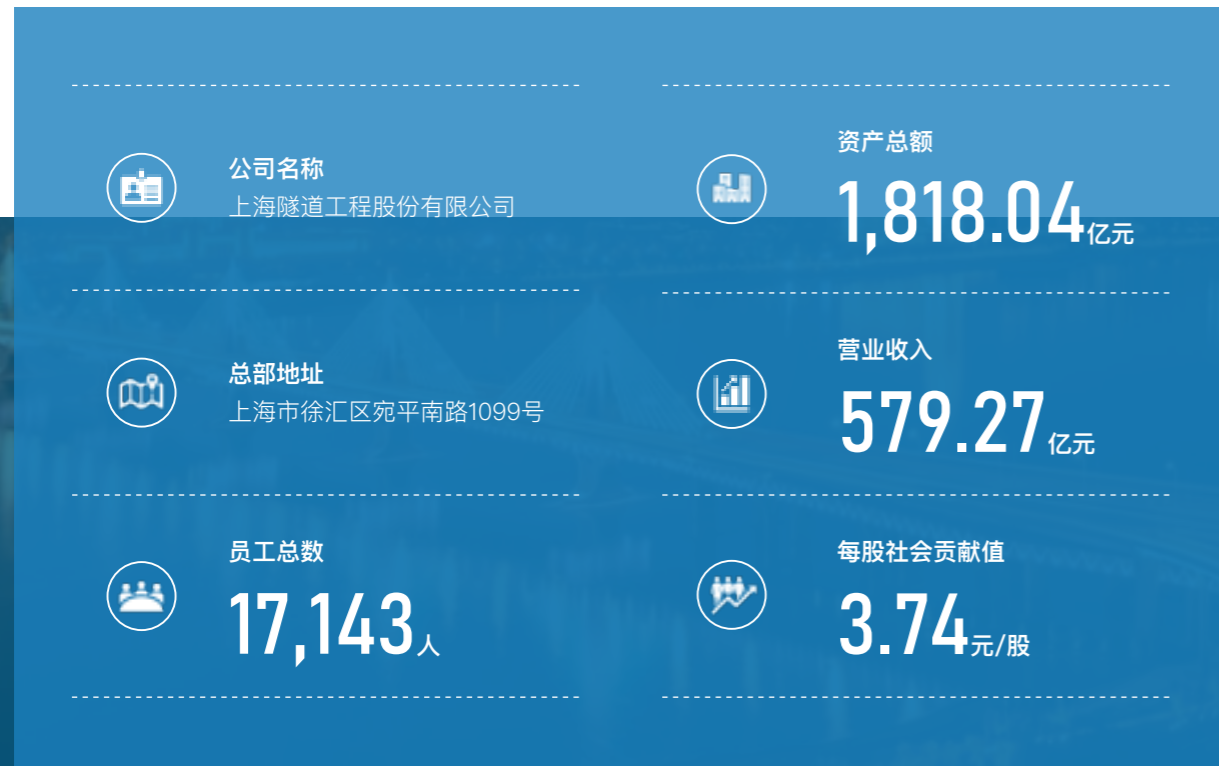 公司名称
上海隧道工程股份有限公司
总部地址
上海市徐汇区宛平南路1099号
员工总数
17,143人
资产总额
1,818.04亿元
营业收入
579.27亿元
每股社会贡献值
3.74元/股